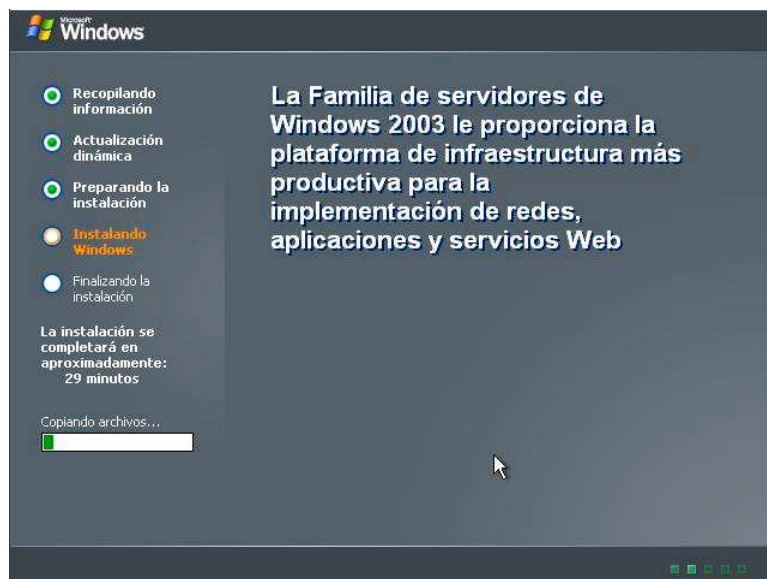 Microsoft
Windows
Recopilando
información
Actualización
dinámica
Preparando la
instalación
Instalando
Windows
Finalizando la
instalación
La instalación se
completará en
aproximadamente:
29 minutos
Copiando archivos...
La Familia de servidores de
Windows 2003 le proporciona la
plataforma de infraestructura más
productiva para la
implementación de redes,
aplicaciones y servicios Web